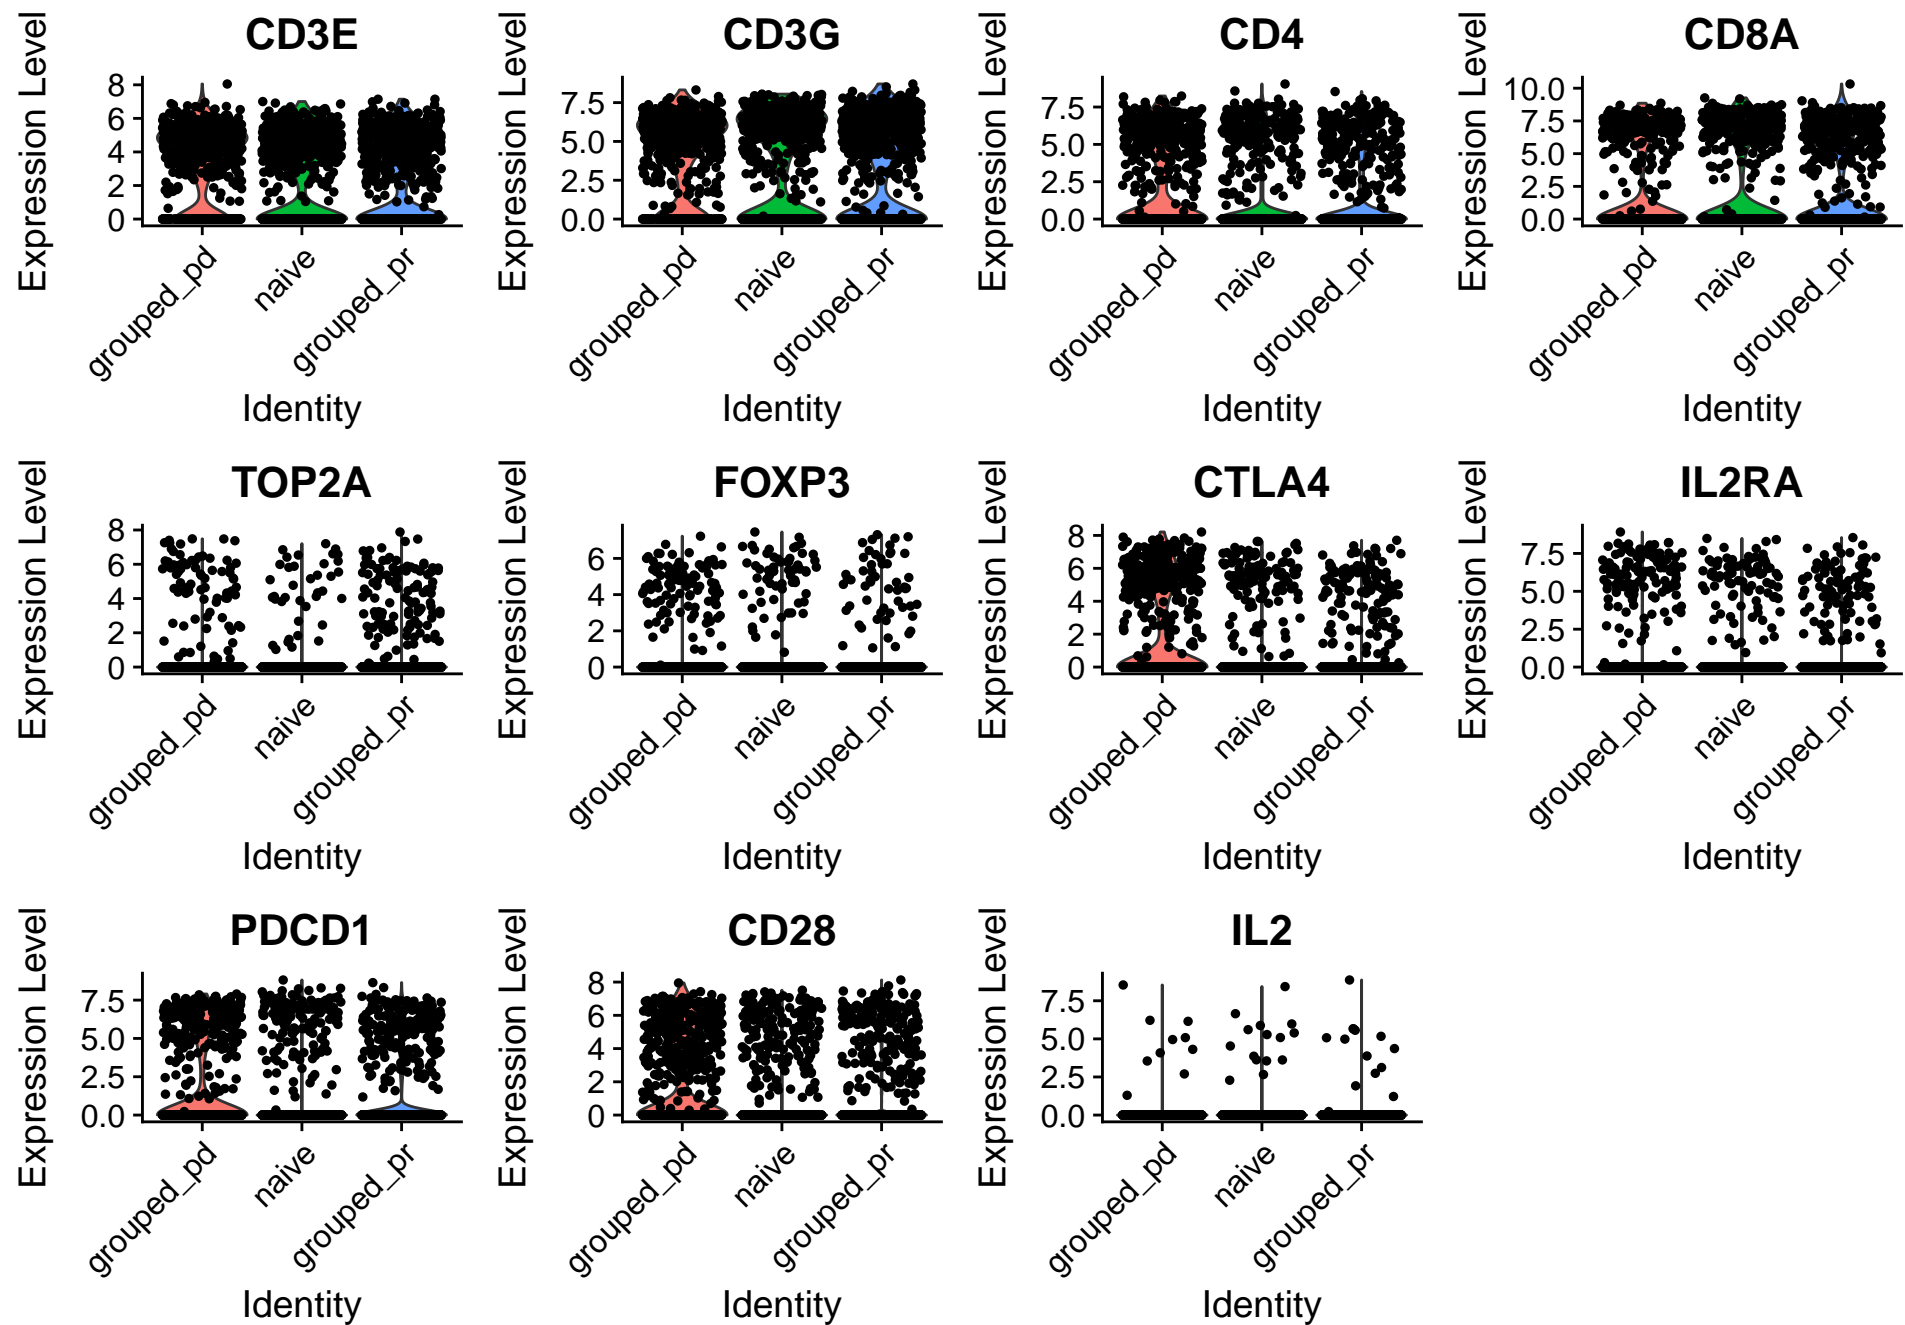 CD3E
Expression Level
8
6
4
2
0
grouped_pd
naive
grouped_pr
Identity
CD3G
Expression Level
7.5
5.0
2.5
0.0
grouped_pd
naive
grouped_pr
Identity
CD4
Expression Level
7.5
5.0
2.5
0.0
grouped_pd
naive
grouped_pr
Identity
CD8A
Expression Level
10.0
7.5
5.0
2.5
0.0
grouped_pd
naive
grouped_pr
Identity
TOP2A
Expression Level
8
6
4
2
0
grouped_pd
naive
grouped_pr
Identity
FOXP3
Expression Level
6
4
2
0
grouped_pd
naive
grouped_pr
Identity
CTLA4
Expression Level
8
6
4
2
0
grouped_pd
naive
grouped_pr
Identity
IL2RA
Expression Level
7.5
5.0
2.5
0.0
grouped_pd
naive
grouped_pr
Identity
PDCD1
Expression Level
7.5
5.0
2.5
0.0
grouped_pd
naive
grouped_pr
Identity
CD28
Expression Level
8
6
4
2
0
grouped_pd
naive
grouped_pr
Identity
IL2
Expression Level
7.5
5.0
2.5
0.0
grouped_pd
naive
grouped_pr
Identity